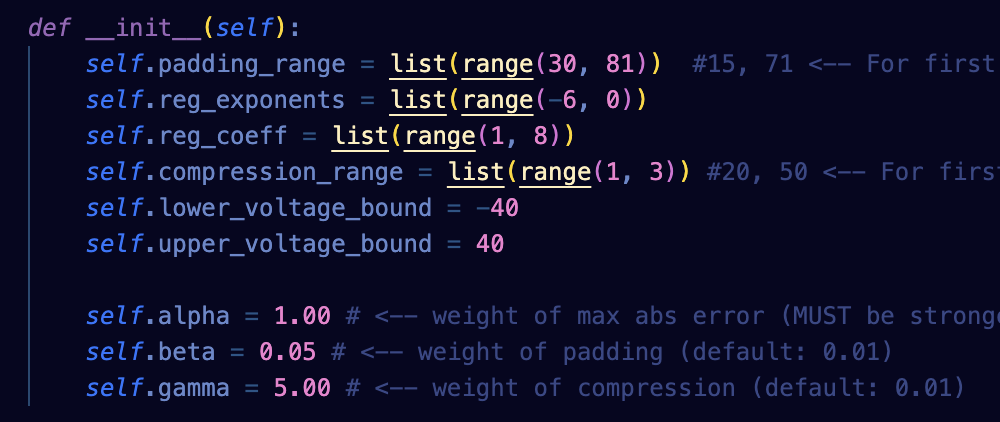 def __init__(self):
self.padding_range = list(range(30, 81)) #15, 71 <-- For first
self.reg_exponents = list(range(-6, 0))
self.reg_coeff = list(range(1, 8))
self.compression_range = list(range(1, 3)) #20, 50 <-- For first
self.lower_voltage_bound = -40
self.upper_voltage_bound = 40
self.alpha = 1.00 # <-- weight of max abs error (MUST be stronge
self.beta = 0.05 # <-- weight of padding (default: 0.01)
self.gamma = 5.00 # <-- weight of compression (default: 0.01)